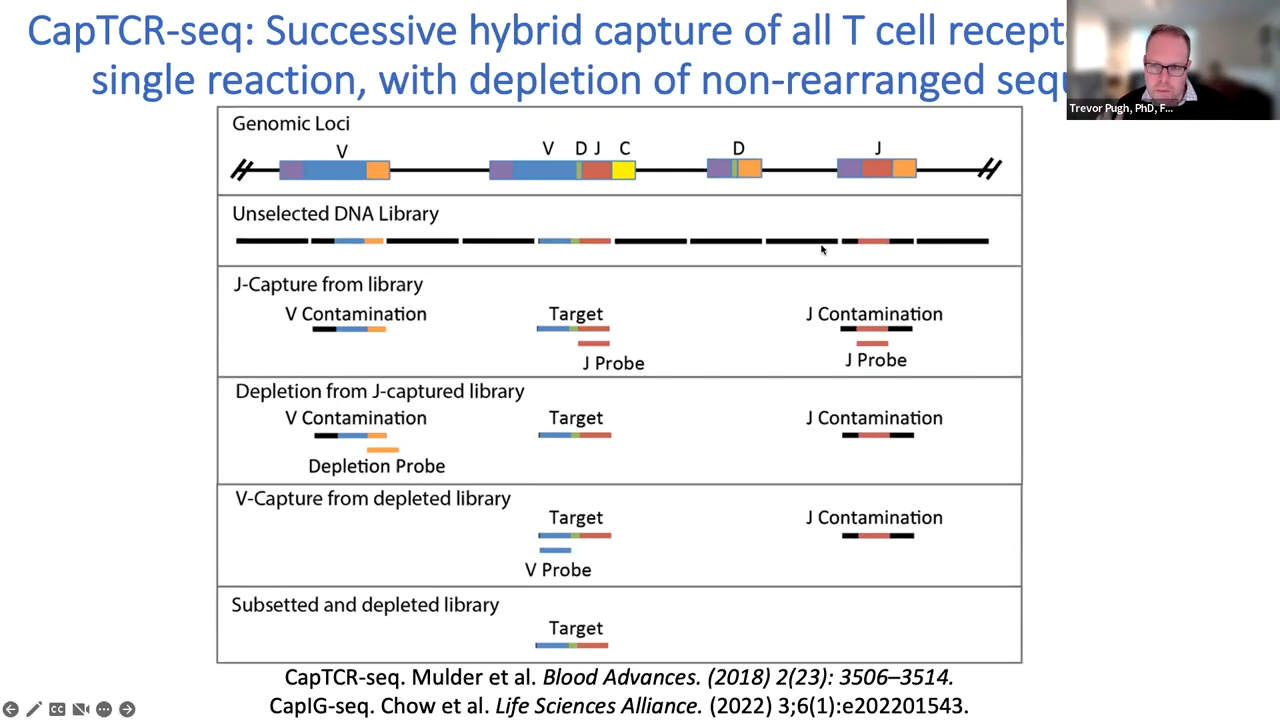 CapTCR-seq: Successive hybrid capture of all T cell
single reaction, with depletion of non-rearranged
Trevor Pugh, PhD, F...
Genomic Loci
V
V D J C
D
J
Unselected DNA Library
J-Capture from library
V Contamination
Target
J Contamination
J Probe
J Probe
Depletion from J-captured library
V Contamination
Target
J Contamination
Depletion Probe
V-Capture from depleted library
Target
J Contamination
V Probe
Subsetted and depleted library
Target
CapTCR-seq. Mulder et al. Blood Advances. (2018) 2(23): 3506–3514.
CapIG-seq. Chow et al. Life Sciences Alliance. (2022) 3;6(1):e202201543.
CC